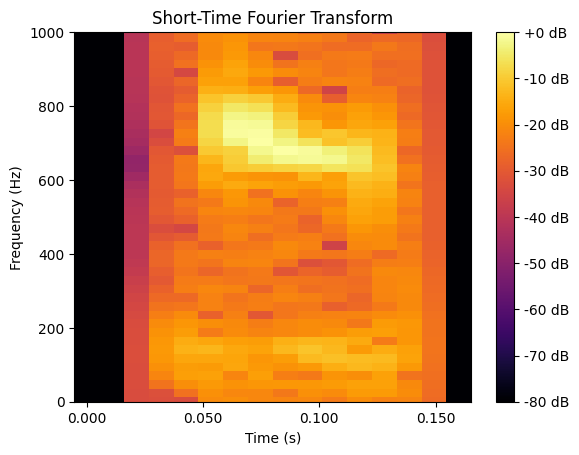 Short-Time Fourier Transform
1000
800
600
400
200
0
Frequency (Hz)
0.000
0.050
0.100
0.150
Time (s)
+0 dB
-10 dB
-20 dB
-30 dB
-40 dB
-50 dB
-60 dB
-70 dB
-80 dB